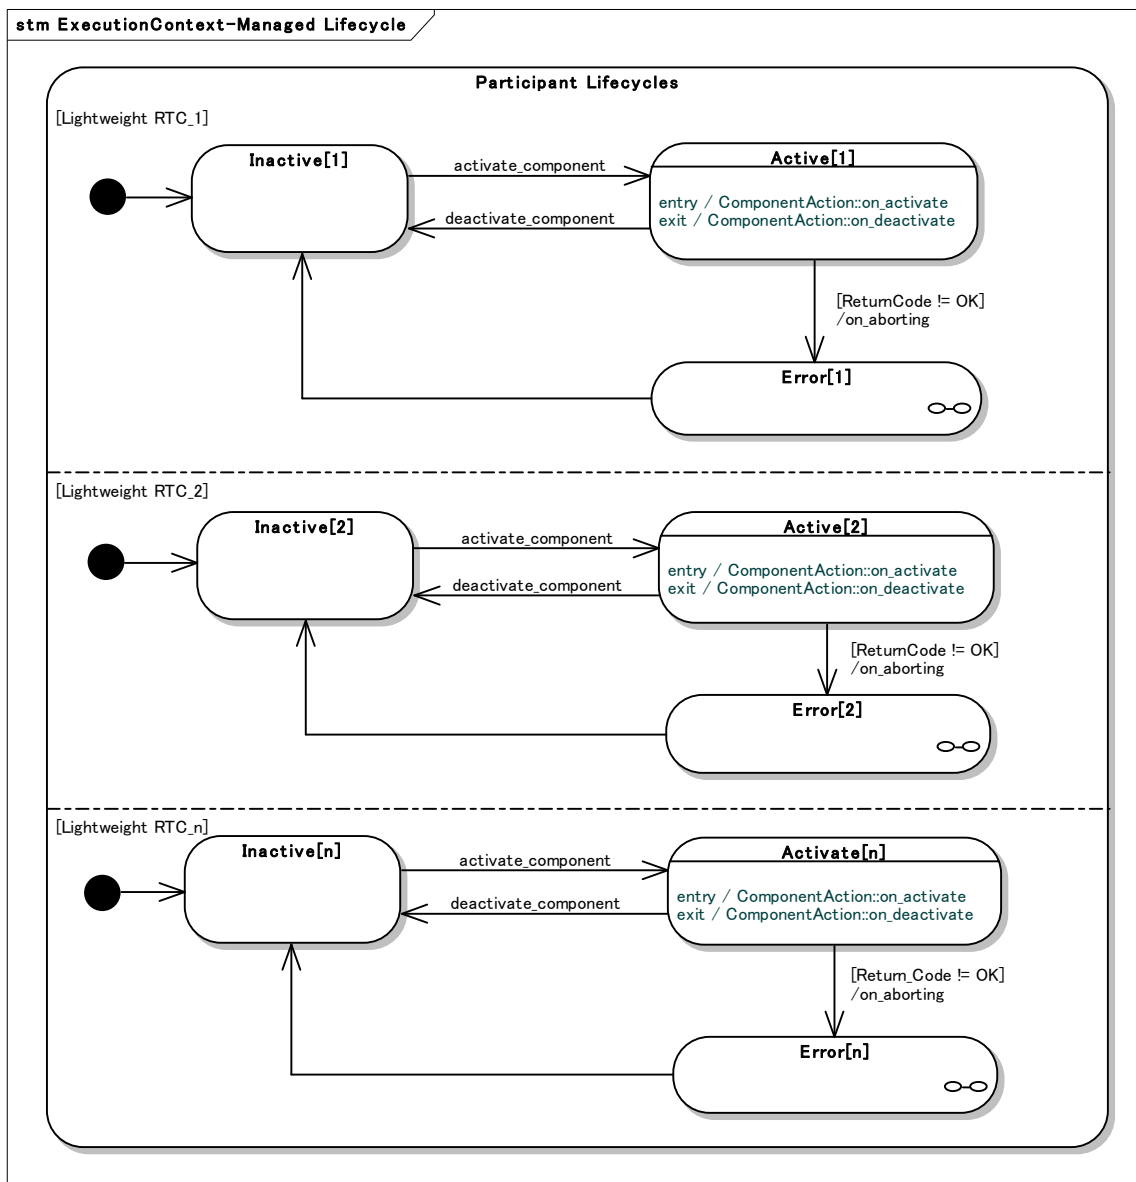 stm ExecutionContext-Managed Lifecycle
Participant Lifecycles
[Lightweight RTC_1]
Inactive[1]
activate_component
deactivate_component
Active[1]
entry / ComponentAction::on_activate
exit / ComponentAction::on_deactivate
[ReturnCode != OK]
/on_aborting
Error[1]
[Lightweight RTC_2]
Inactive[2]
activate_component
deactivate_component
Active[2]
entry / ComponentAction::on_activate
exit / ComponentAction::on_deactivate
[ReturnCode != OK]
/on_aborting
Error[2]
[Lightweight RTC_n]
Inactive[n]
activate_component
deactivate_component
Activate[n]
entry / ComponentAction::on_activate
exit / ComponentAction::on_deactivate
[Return_Code != OK]
/on_aborting
Error[n]